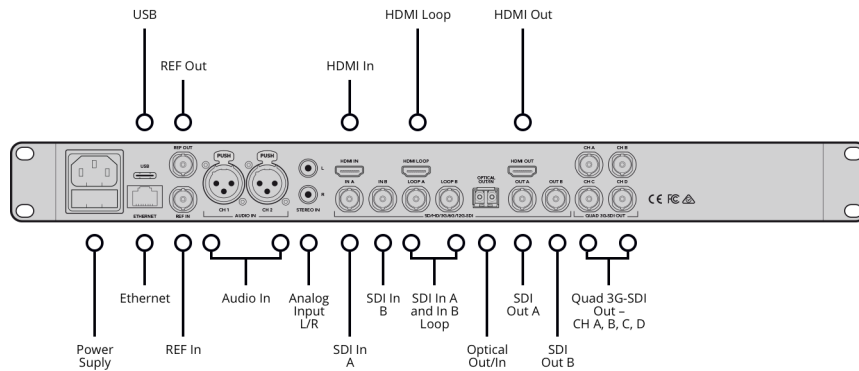 USB
HDMI Loop
HDMI Out
REF Out
HDMI In
REF OUT
PUSH
PUSH
CH A
CH B
USB
L
HDMI IN
HDMI LOOP
HDMI OUT
IN A
IN B
LOOP A
LOOP B
OPTICAL
OUT/IN
OUT A
OUT B
CH C
CH D
R
ETHERNET
REF IN
CH 1
CH 2
AUDIO IN
STEREO IN
SD/HD/3G/6G/12G-SDI
QUAD 3G-SDI OUT
CE FC
Ethernet
Audio In
Analog
Input
L/R
SDI In
B
SDI In A
and In B
Loop
SDI
Out A
Quad 3G-SDI
Out –
CH A, B, C, D
Power
Suply
REF In
SDI In
A
Optical
Out/In
SDI
Out B